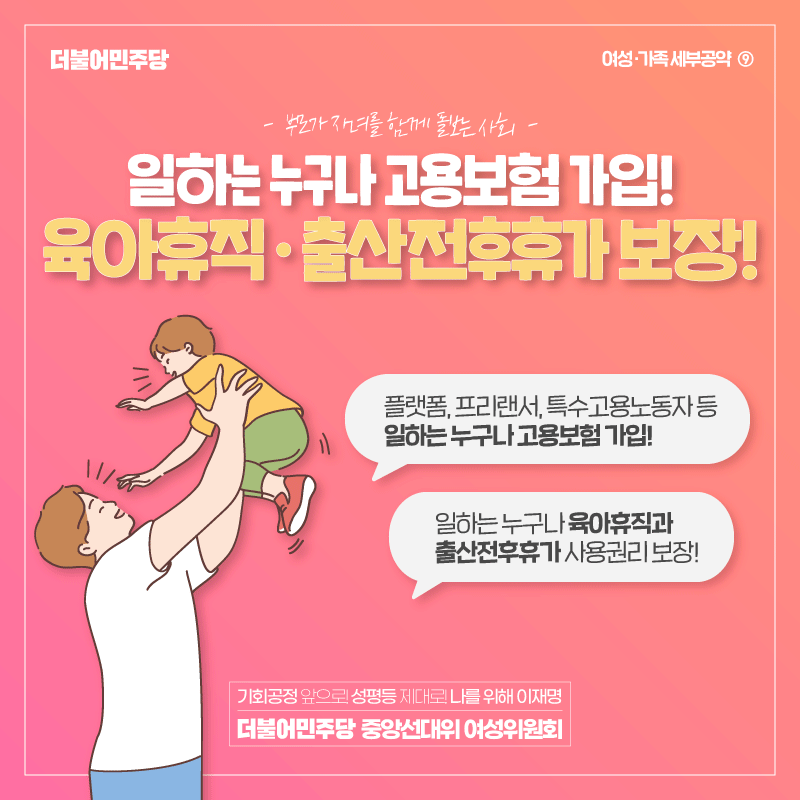 더불어민주당
여성·가족 세부공약 ⑨
- 부모가 자녀를 함께 돌보는 사회 -
일하는 누구나 고용보험 가입!
육아휴직·출산전후휴가 보장!
플랫폼, 프리랜서, 특수고용노동자 등
일하는 누구나 고용보험 가입!
일하는 누구나 육아휴직과
출산전후휴가 사용권리 보장!
기회공정 앞으로! 성평등 제대로! 나를 위해 이재명
더불어민주당 중앙선대위 여성위원회